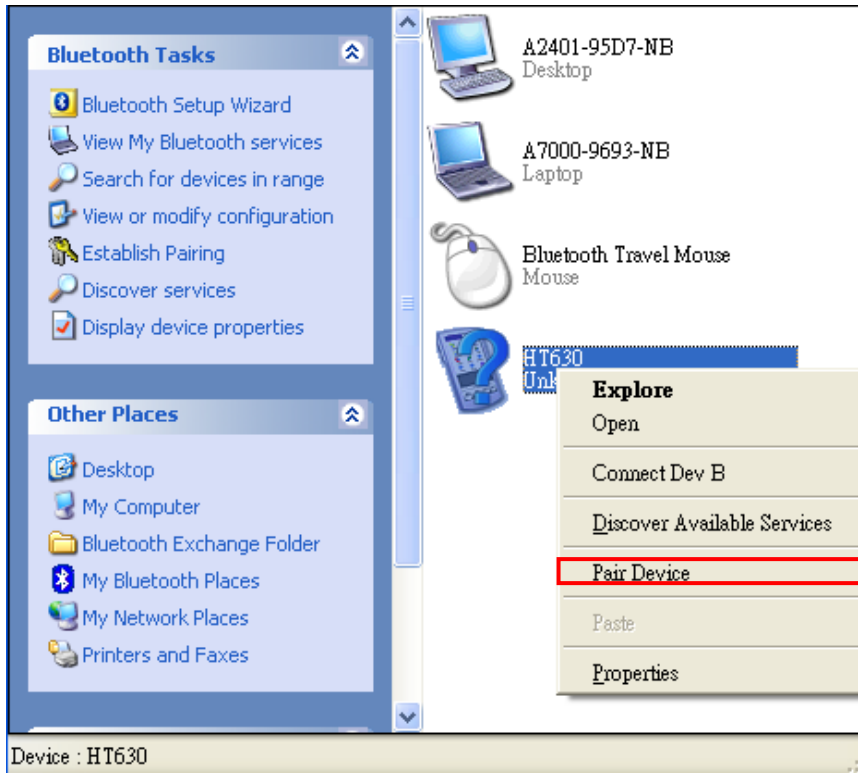 Bluetooth Tasks
Bluetooth Setup Wizard
View My Bluetooth services
Search for devices in range
View or modify configuration
Establish Pairing
Discover services
Display device properties
Other Places
Desktop
My Computer
Bluetooth Exchange Folder
My Bluetooth Places
My Network Places
Printers and Faxes
A2401-95D7-NB
Desktop
A7000-9693-NB
Laptop
Bluetooth Travel Mouse
Mouse
HT630
Unk
Explore
Open
Connect Dev B
Discover Available Services
Pair Device
Paste
Properties
Device : HT630